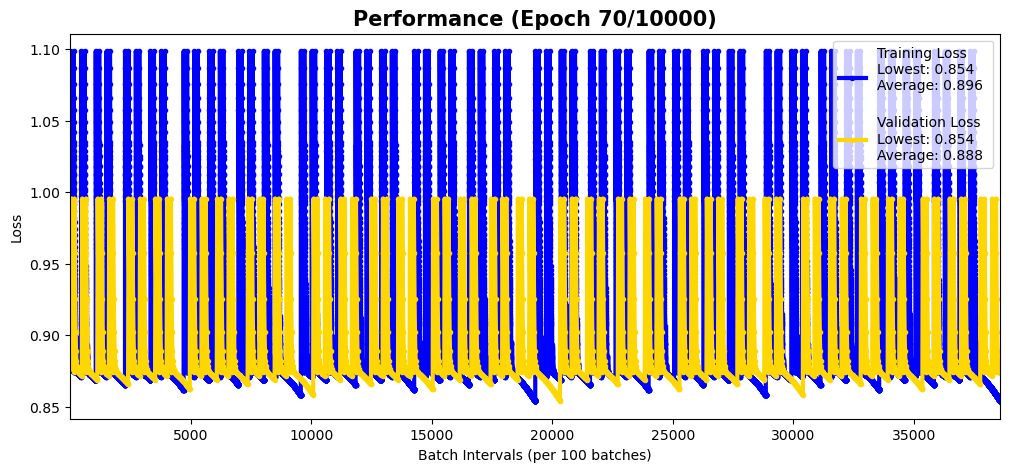 Performance (Epoch 70/10000)
Training Loss
Lowest: 0.854
Average: 0.896
Validation Loss
Lowest: 0.854
Average: 0.888
Loss
1.10
1.05
1.00
0.95
0.90
0.85
5000
10000
15000
20000
25000
30000
35000
Batch Intervals (per 100 batches)